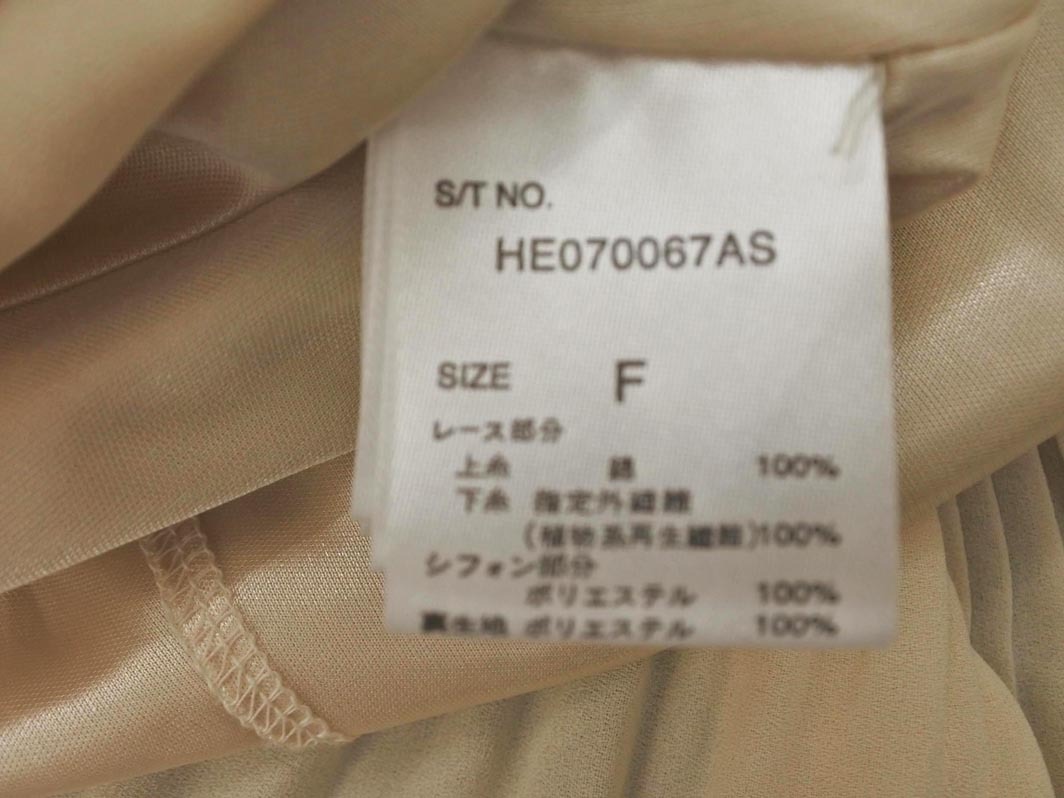 S/T NO.
HE070067AS
SIZE F
レース部分
上糸 綿 100%
下糸 指定外繊維
(植物系再生繊維)100%
シフォン部分
ポリエステル 100%
裏生地 ポリエステル 100%